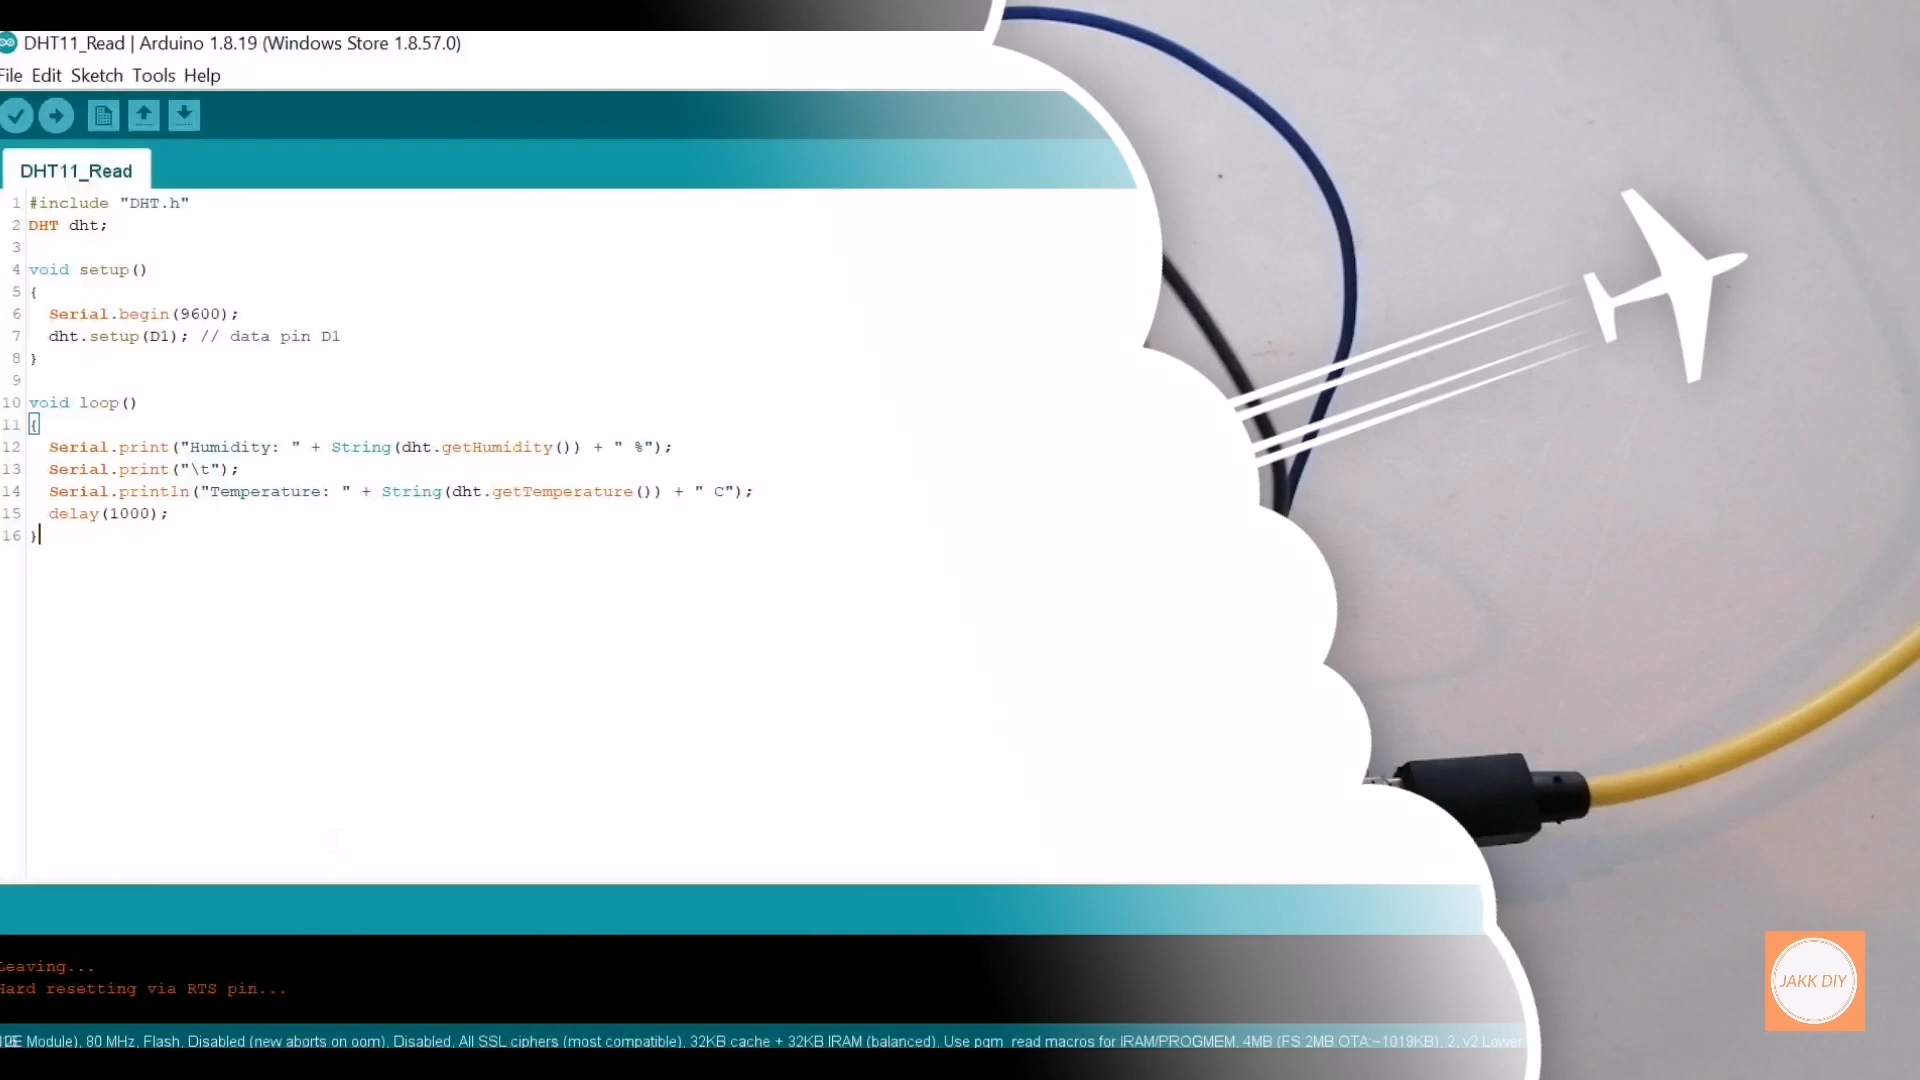 DHT11_Read | Arduino 1.8.19 (Windows Store 1.8.57.0)
File Edit Sketch Tools Help
DHT11_Read
1 #include "DHT.h"
2 DHT dht;
3
4 void setup()
5 {
6 Serial.begin(9600);
7 dht.setup(D1); // data pin D1
8 }
9
10 void loop()
11 {
12 Serial.print("Humidity: " + String(dht.getHumidity()) + " %");
13 Serial.print("\t");
14 Serial.println("Temperature: " + String(dht.getTemperature()) + " C");
15 delay(1000);
16 }
Leaving...
Hard resetting via RTS pin...
Module), 80 MHz, Flash, Disabled (new aborts on oom), Disabled, All SSL ciphers (most compatible), 32KB cache + 32KB IRAM (balanced), Use pgm_read macros for IRAM/PROGMEM, 4MB (FS:2MB OTA:~1019KB), 2, v2 Lower
JAKK DIY